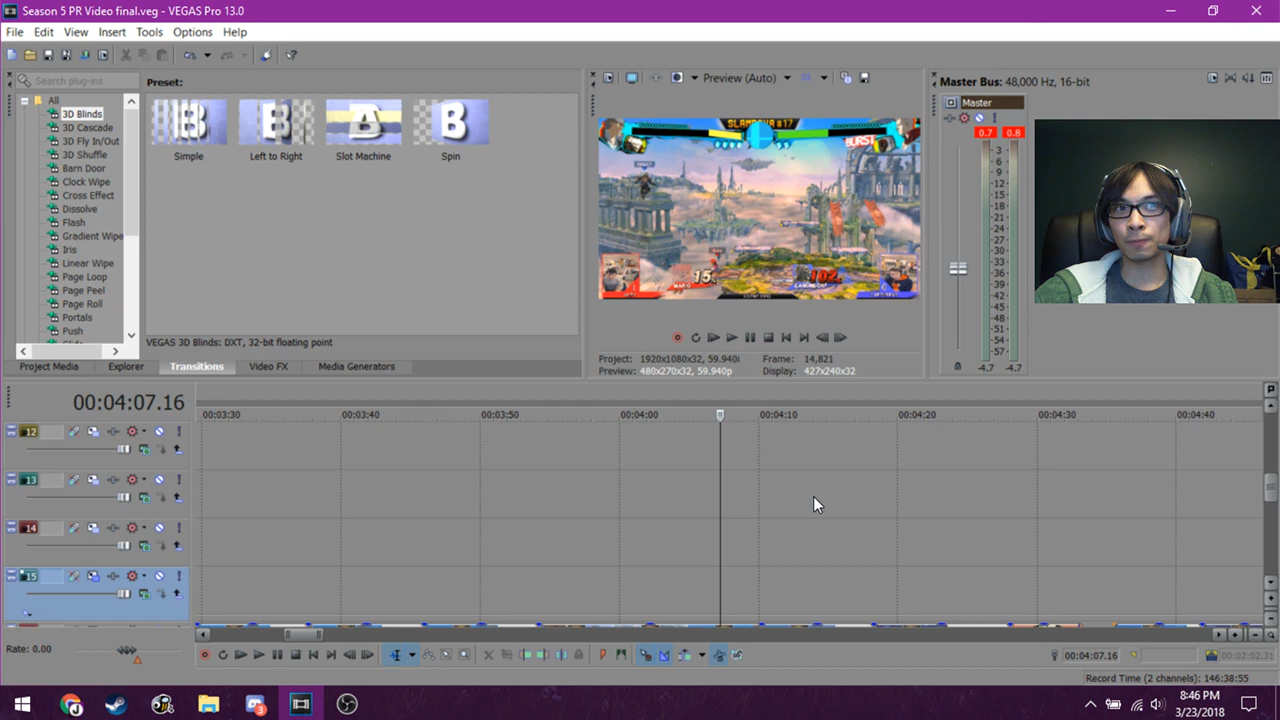 Season 5 PR Video final.veg - VEGAS Pro 13.0
File Edit View Insert Tools Options Help
Search plug-ins
All
3D Blinds
3D Cascade
3D Fly In/Out
3D Shuffle
Barn Door
Clock Wipe
Cross Effect
Dissolve
Flash
Gradient Wipe
Iris
Linear Wipe
Page Loop
Page Peel
Page Roll
Portals
Push
Preset:
Simple Left to Right Slot Machine Spin
VEGAS 3D Blinds: DXT, 32-bit floating point
Project Media Explorer Transitions Video FX Media Generators
Preview (Auto)
BURST
15
102
MARIO
Project: 1920x1080x32, 59.940i Frame: 14,821
Preview: 480x270x32, 59.940p Display: 427x240x32
Master Bus: 48,000 Hz, 16-bit
Master
0.7 0.8
3
6
9
12
15
18
21
24
27
30
33
36
39
42
45
48
51
54
57
-4.7 -4.7
00:04:07.16
00:03:30 00:03:40 00:03:50 00:04:00 00:04:10 00:04:20 00:04:30 00:04:40
12
13
14
15
Rate: 0.00
00:04:07.16 00:02:02.31
Record Time (2 channels): 146:38:55
8:46 PM
3/23/2018